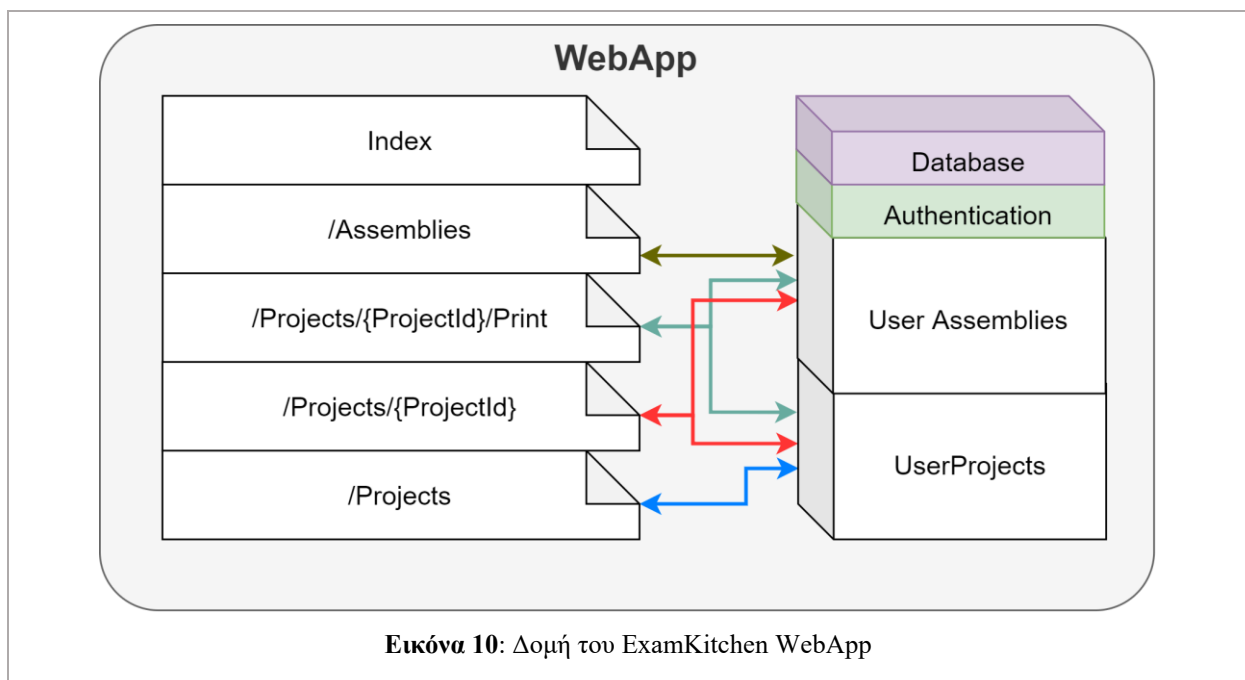 WebApp
Index
/Assemblies
/Projects/{ProjectId}/Print
/Projects/{ProjectId}
/Projects
Database
Authentication
User Assemblies
UserProjects
Εικόνα 10: Δομή του ExamKitchen WebApp